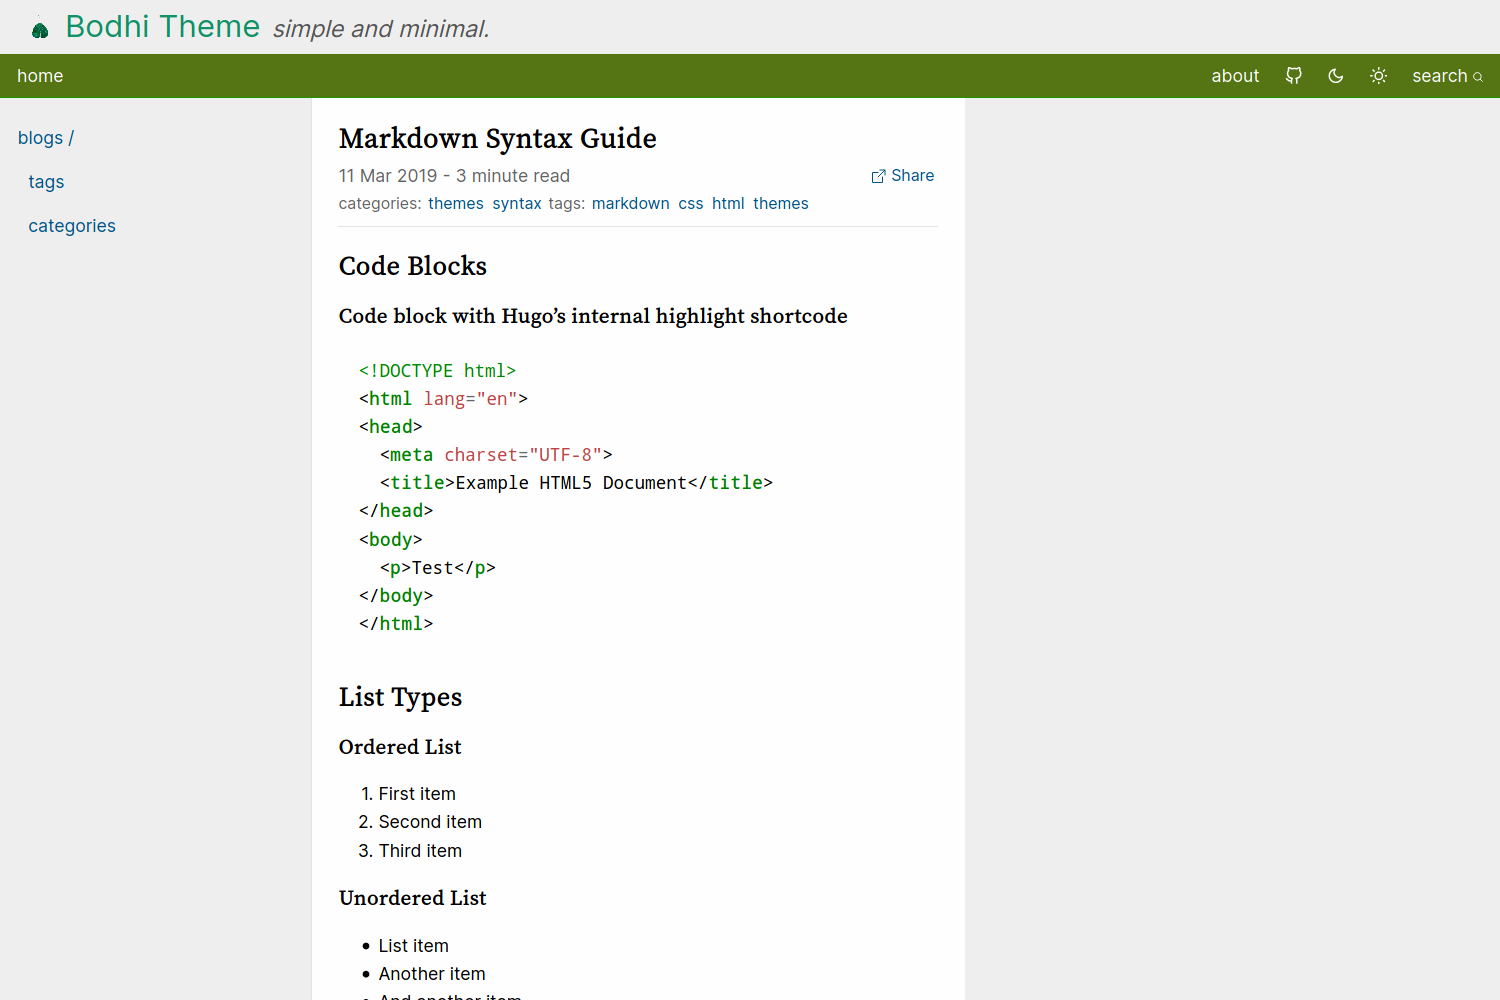 Bodhi Theme simple and minimal.
home about search
blogs /
tags
categories
Markdown Syntax Guide
11 Mar 2019 - 3 minute read Share
categories: themes syntax tags: markdown css html themes
Code Blocks
Code block with Hugo’s internal highlight shortcode
<!DOCTYPE html>
<html lang="en">
<head>
  <meta charset="UTF-8">
  <title>Example HTML5 Document</title>
</head>
<body>
  <p>Test</p>
</body>
</html>
List Types
Ordered List
1. First item
2. Second item
3. Third item
Unordered List
• List item
• Another item
• And another item